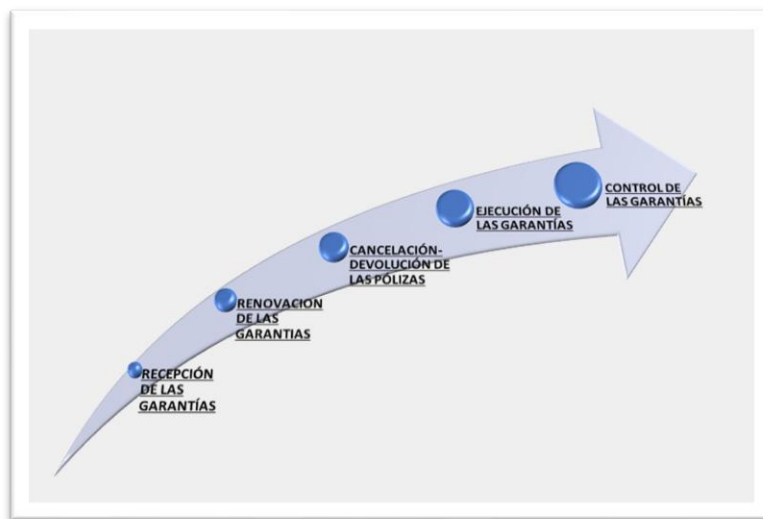 RECEPCIÓN
DE LAS
GARANTÍAS
RENOVACION
DE LAS
GARANTIAS
CANCELACIÓN-
DEVOLUCIÓN DE
LAS PÓLIZAS
EJECUCIÓN DE
LAS GARANTÍAS
CONTROL DE
LAS GARANTÍAS